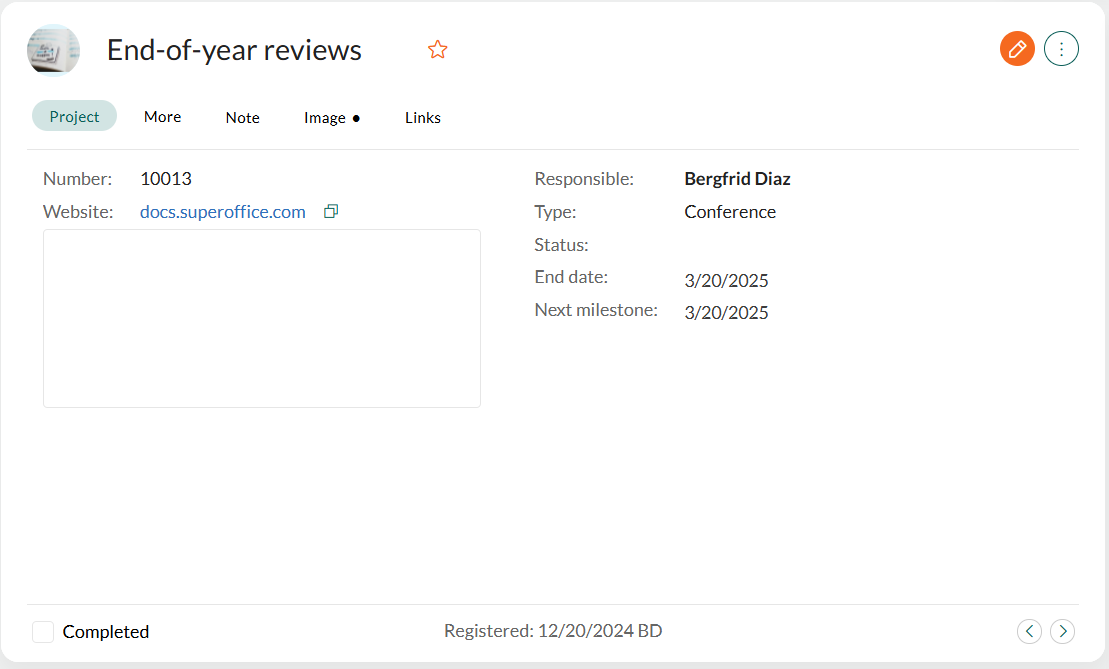 End-of-year reviews
Project More Note Image Links
Number: 10013
Website: docs.superoffice.com
Responsible: Bergfrid Diaz
Type: Conference
Status:
End date: 3/20/2025
Next milestone: 3/20/2025
Completed
Registered: 12/20/2024 BD